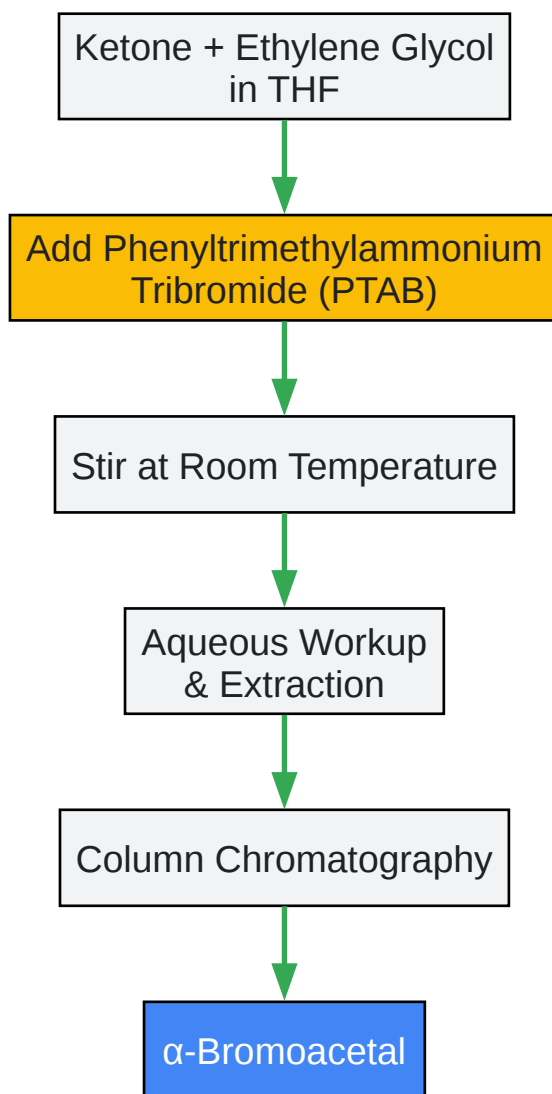 Ketone + Ethylene Glycol
in THF
Add Phenyltrimethylammonium
Tribromide (PTAB)
Stir at Room Temperature
Aqueous Workup
& Extraction
Column Chromatography
α-Bromoacetal